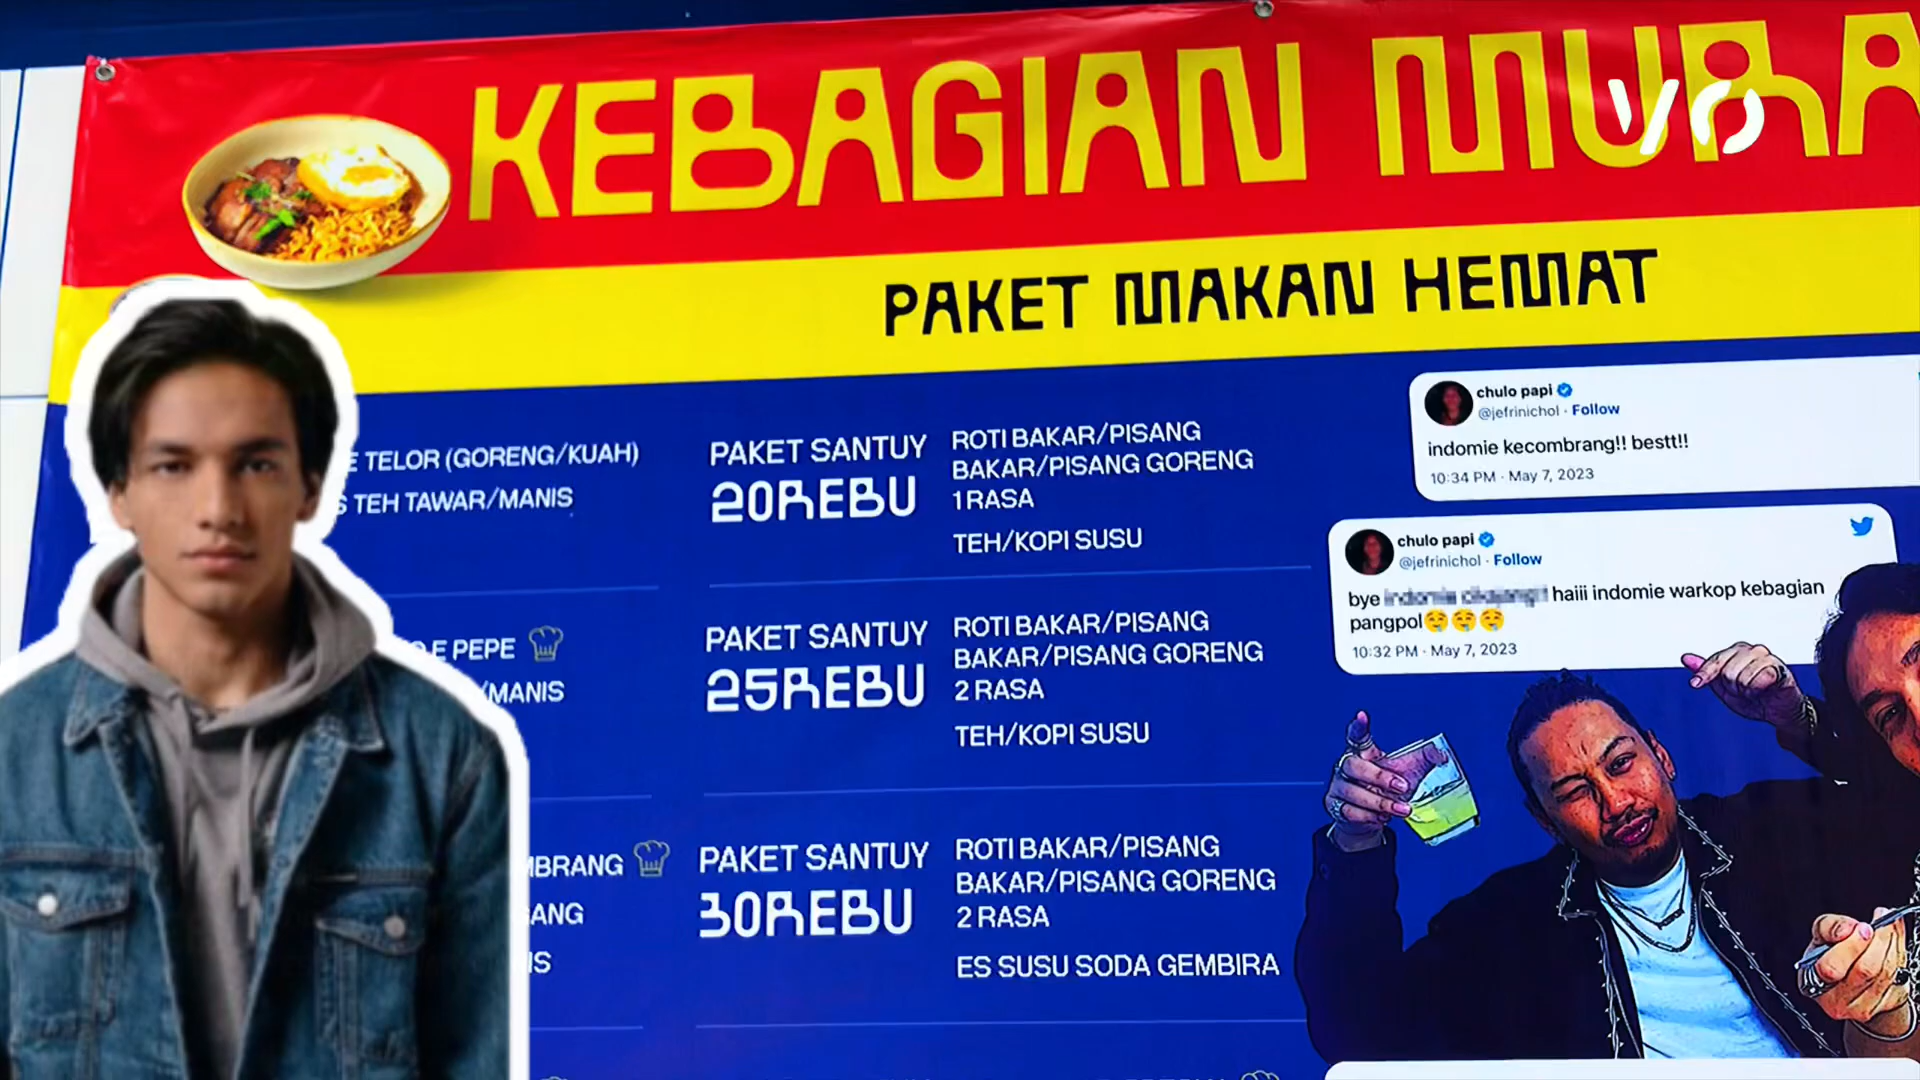 KEBAGIAN MURA
VO
PAKET MAKAN HEMAT
E TELOR (GORENG/KUAH)
TEH TAWAR/MANIS
PEPE
/MANIS
MBRANG
PAKET SANTUY
20REBU
ROTI BAKAR/PISANG
BAKAR/PISANG GORENG
1 RASA
TEH/KOPI SUSU
PAKET SANTUY
25REBU
ROTI BAKAR/PISANG
BAKAR/PISANG GORENG
2 RASA
TEH/KOPI SUSU
PAKET SANTUY
30REBU
ROTI BAKAR/PISANG
BAKAR/PISANG GORENG
2 RASA
ES SUSU SODA GEMBIRA
chulo papi
@jefrinichol · Follow
indomie kecombrang!! bestt!!
10:34 PM · May 7, 2023
chulo papi
@jefrinichol · Follow
bye haiii indomie warkop kebagian
pangpol🤤🤤🤤
10:32 PM · May 7, 2023